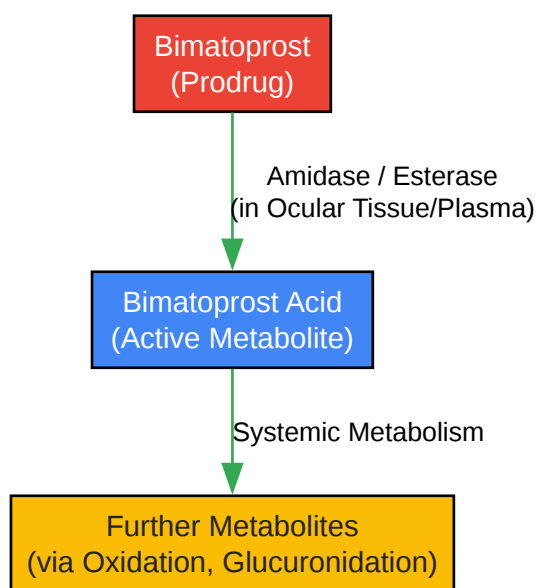 Bimatoprost
(Prodrug)
Amidase / Esterase
(in Ocular Tissue/Plasma)
Bimatoprost Acid
(Active Metabolite)
Systemic Metabolism
Further Metabolites
(via Oxidation, Glucuronidation)